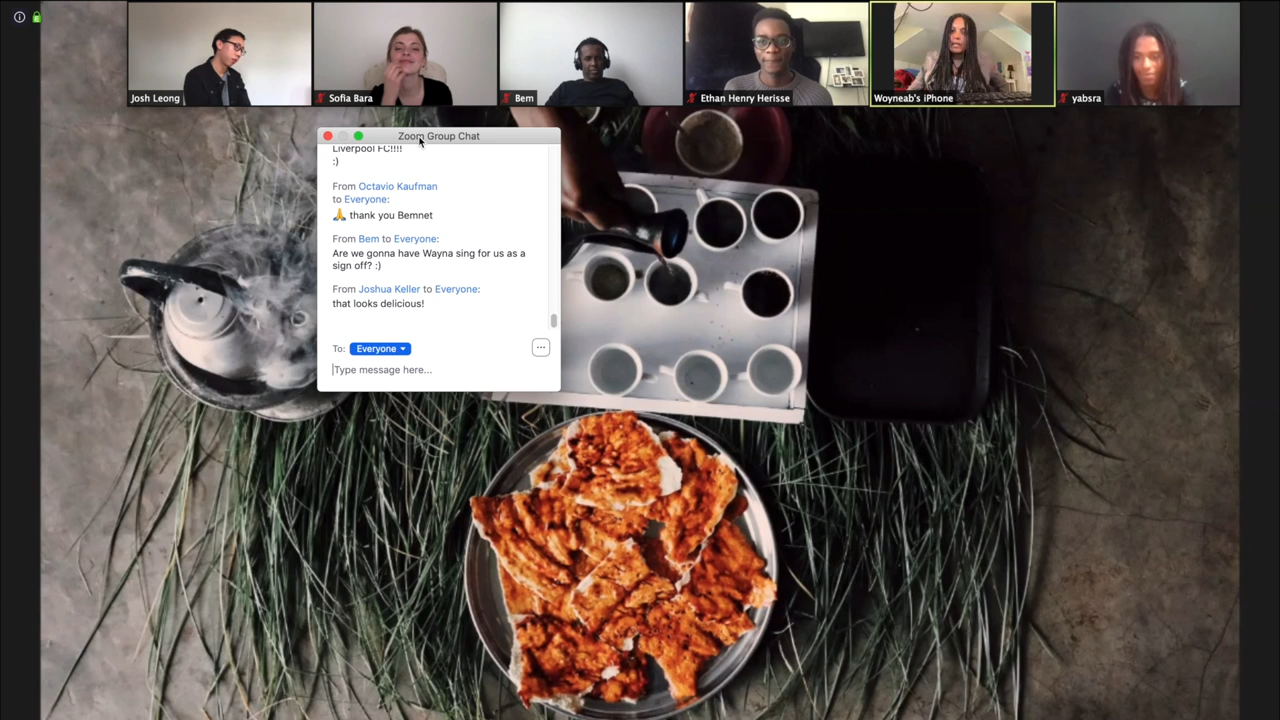 Josh Leong
Sofia Bara
Bem
Ethan Henry Herisse
Woyneab's iPhone
yabsra
Zoom Group Chat
Liverpool FC!!!!
:)
From Octavio Kaufman
to Everyone:
🙏 thank you Bemnet
From Bem to Everyone:
Are we gonna have Wayna sing for us as a
sign off? :)
From Joshua Keller to Everyone:
that looks delicious!
To: Everyone
Type message here...